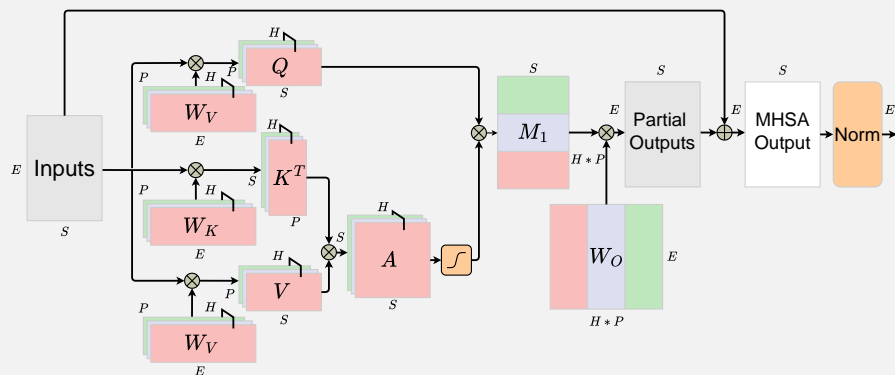 H
S
S
Q
P
P
H
S
E
E
W_V
Partial
Outputs
MHSA
Output
Norm
E
M_1
S
E
H
Inputs
E
P
S
K^T
H * P
H
W_K
P
S
E
H
S
A
W_O
E
H
P
P
V
S
S
H * P
H
W_V
E